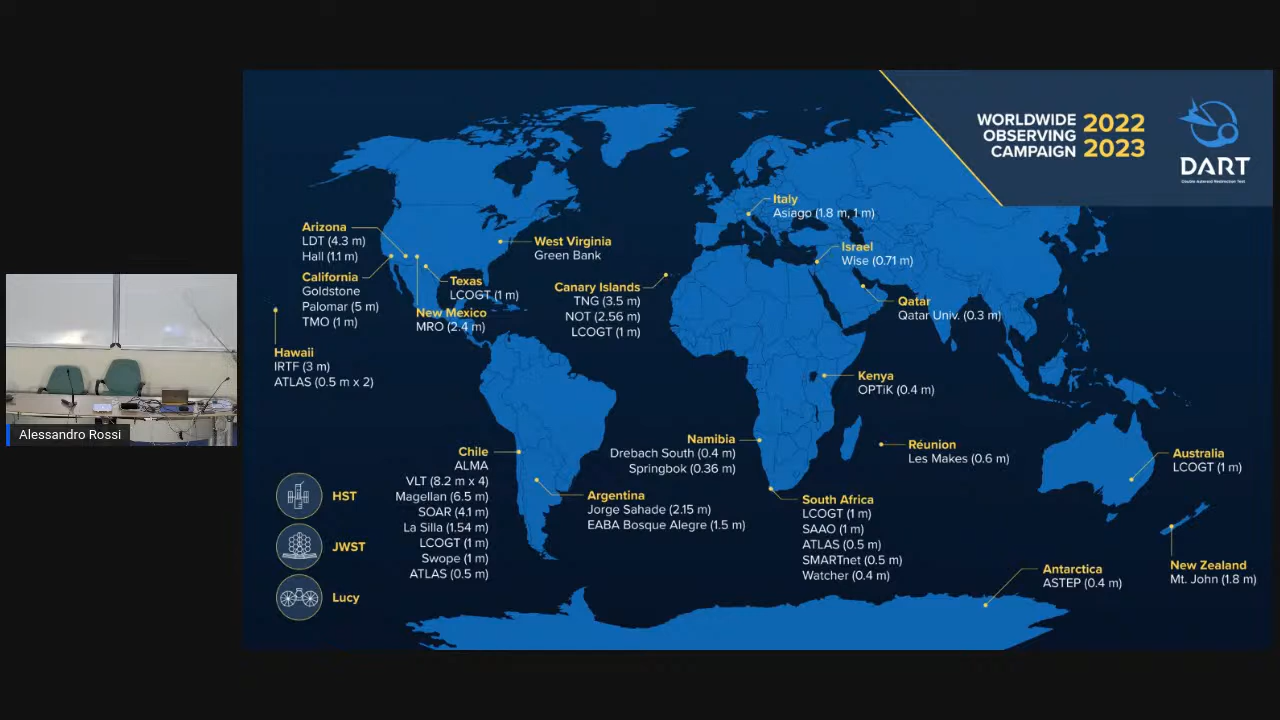 WORLDWIDE
OBSERVING
CAMPAIGN
2022
2023
DART
Double Asteroid Redirection Test
Italy
Asiago (1.8 m, 1 m)
Arizona
LDT (4.3 m)
Hall (1.1 m)
West Virginia
Green Bank
Israel
Wise (0.71 m)
California
Goldstone
Palomar (5 m)
TMO (1 m)
Texas
LCOGT (1 m)
Canary Islands
TNG (3.5 m)
NOT (2.56 m)
LCOGT (1 m)
Qatar
Qatar Univ. (0.3 m)
New Mexico
MRO (2.4 m)
Hawaii
IRTF (3 m)
ATLAS (0.5 m x 2)
Kenya
OPTiK (0.4 m)
Alessandro Rossi
Namibia
Drebach South (0.4 m)
Springbok (0.36 m)
Réunion
Les Makes (0.6 m)
Chile
ALMA
VLT (8.2 m x 4)
Magellan (6.5 m)
SOAR (4.1 m)
La Silla (1.54 m)
LCOGT (1 m)
Swope (1 m)
ATLAS (0.5 m)
Australia
LCOGT (1 m)
Argentina
Jorge Sahade (2.15 m)
EABA Bosque Alegre (1.5 m)
South Africa
LCOGT (1 m)
SAAO (1 m)
ATLAS (0.5 m)
SMARTnet (0.5 m)
Watcher (0.4 m)
HST
JWST
Lucy
Antarctica
ASTEP (0.4 m)
New Zealand
Mt. John (1.8 m)